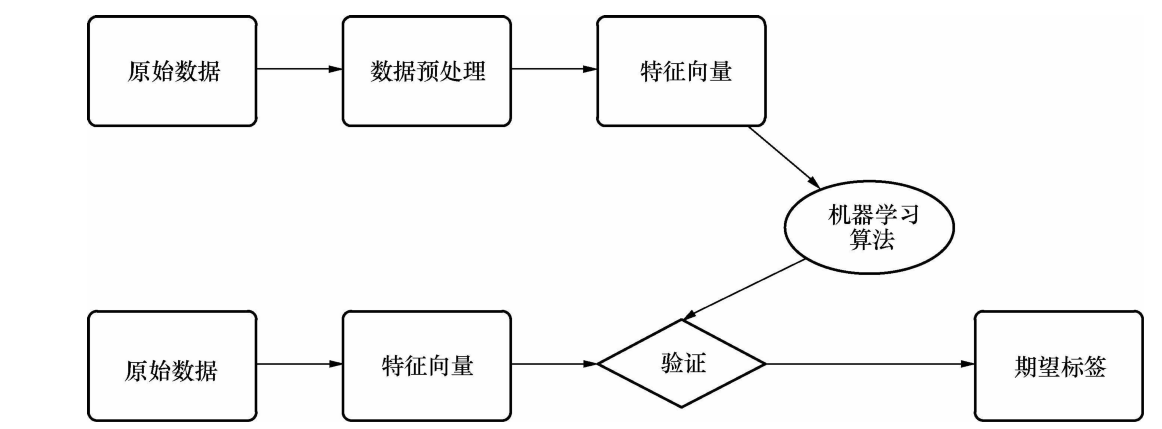 原始数据
数据预处理
特征向量
机器学习
算法
原始数据
特征向量
验证
期望标签